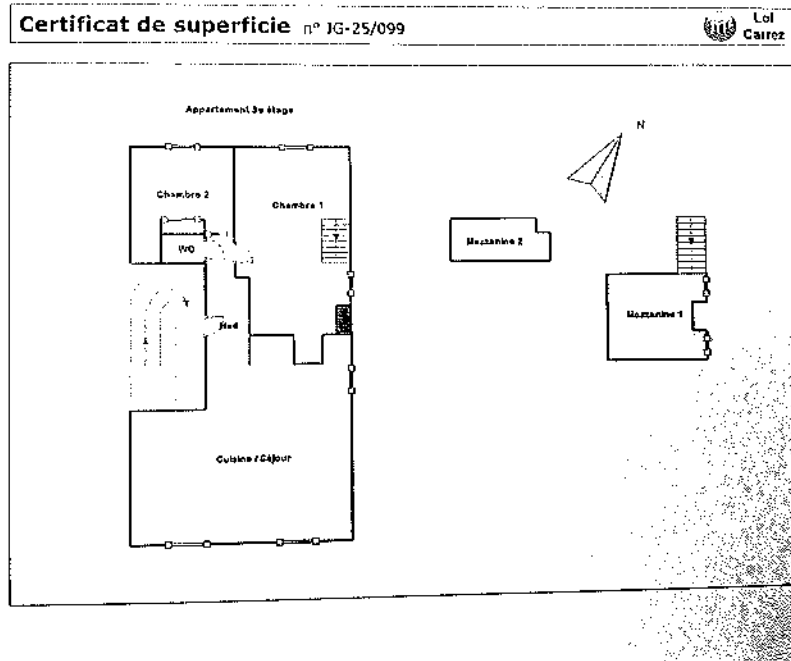 Certificat de superficie n° JG-25/099
Loi
Carrez
Appartement 3e étage
N
Chambre 2
Chambre 1
WC
Mezzanine 2
Hall
Mezzanine 1
Cuisine / Séjour